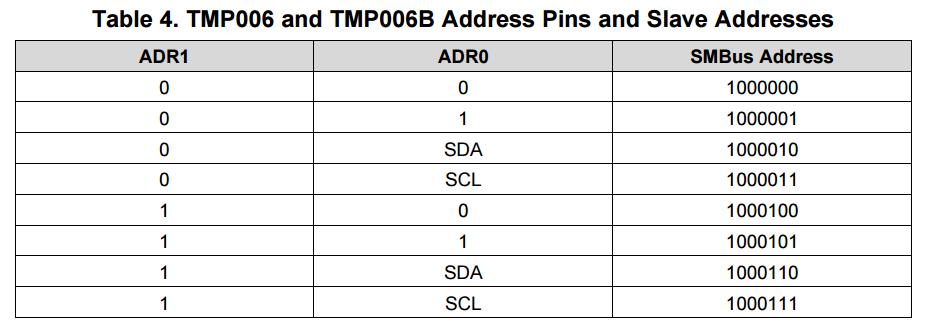 Table 4. TMP006 and TMP006B Address Pins and Slave Addresses
ADR1 ADR0 SMBus Address
0 0 1000000
0 1 1000001
0 SDA 1000010
0 SCL 1000011
1 0 1000100
1 1 1000101
1 SDA 1000110
1 SCL 1000111